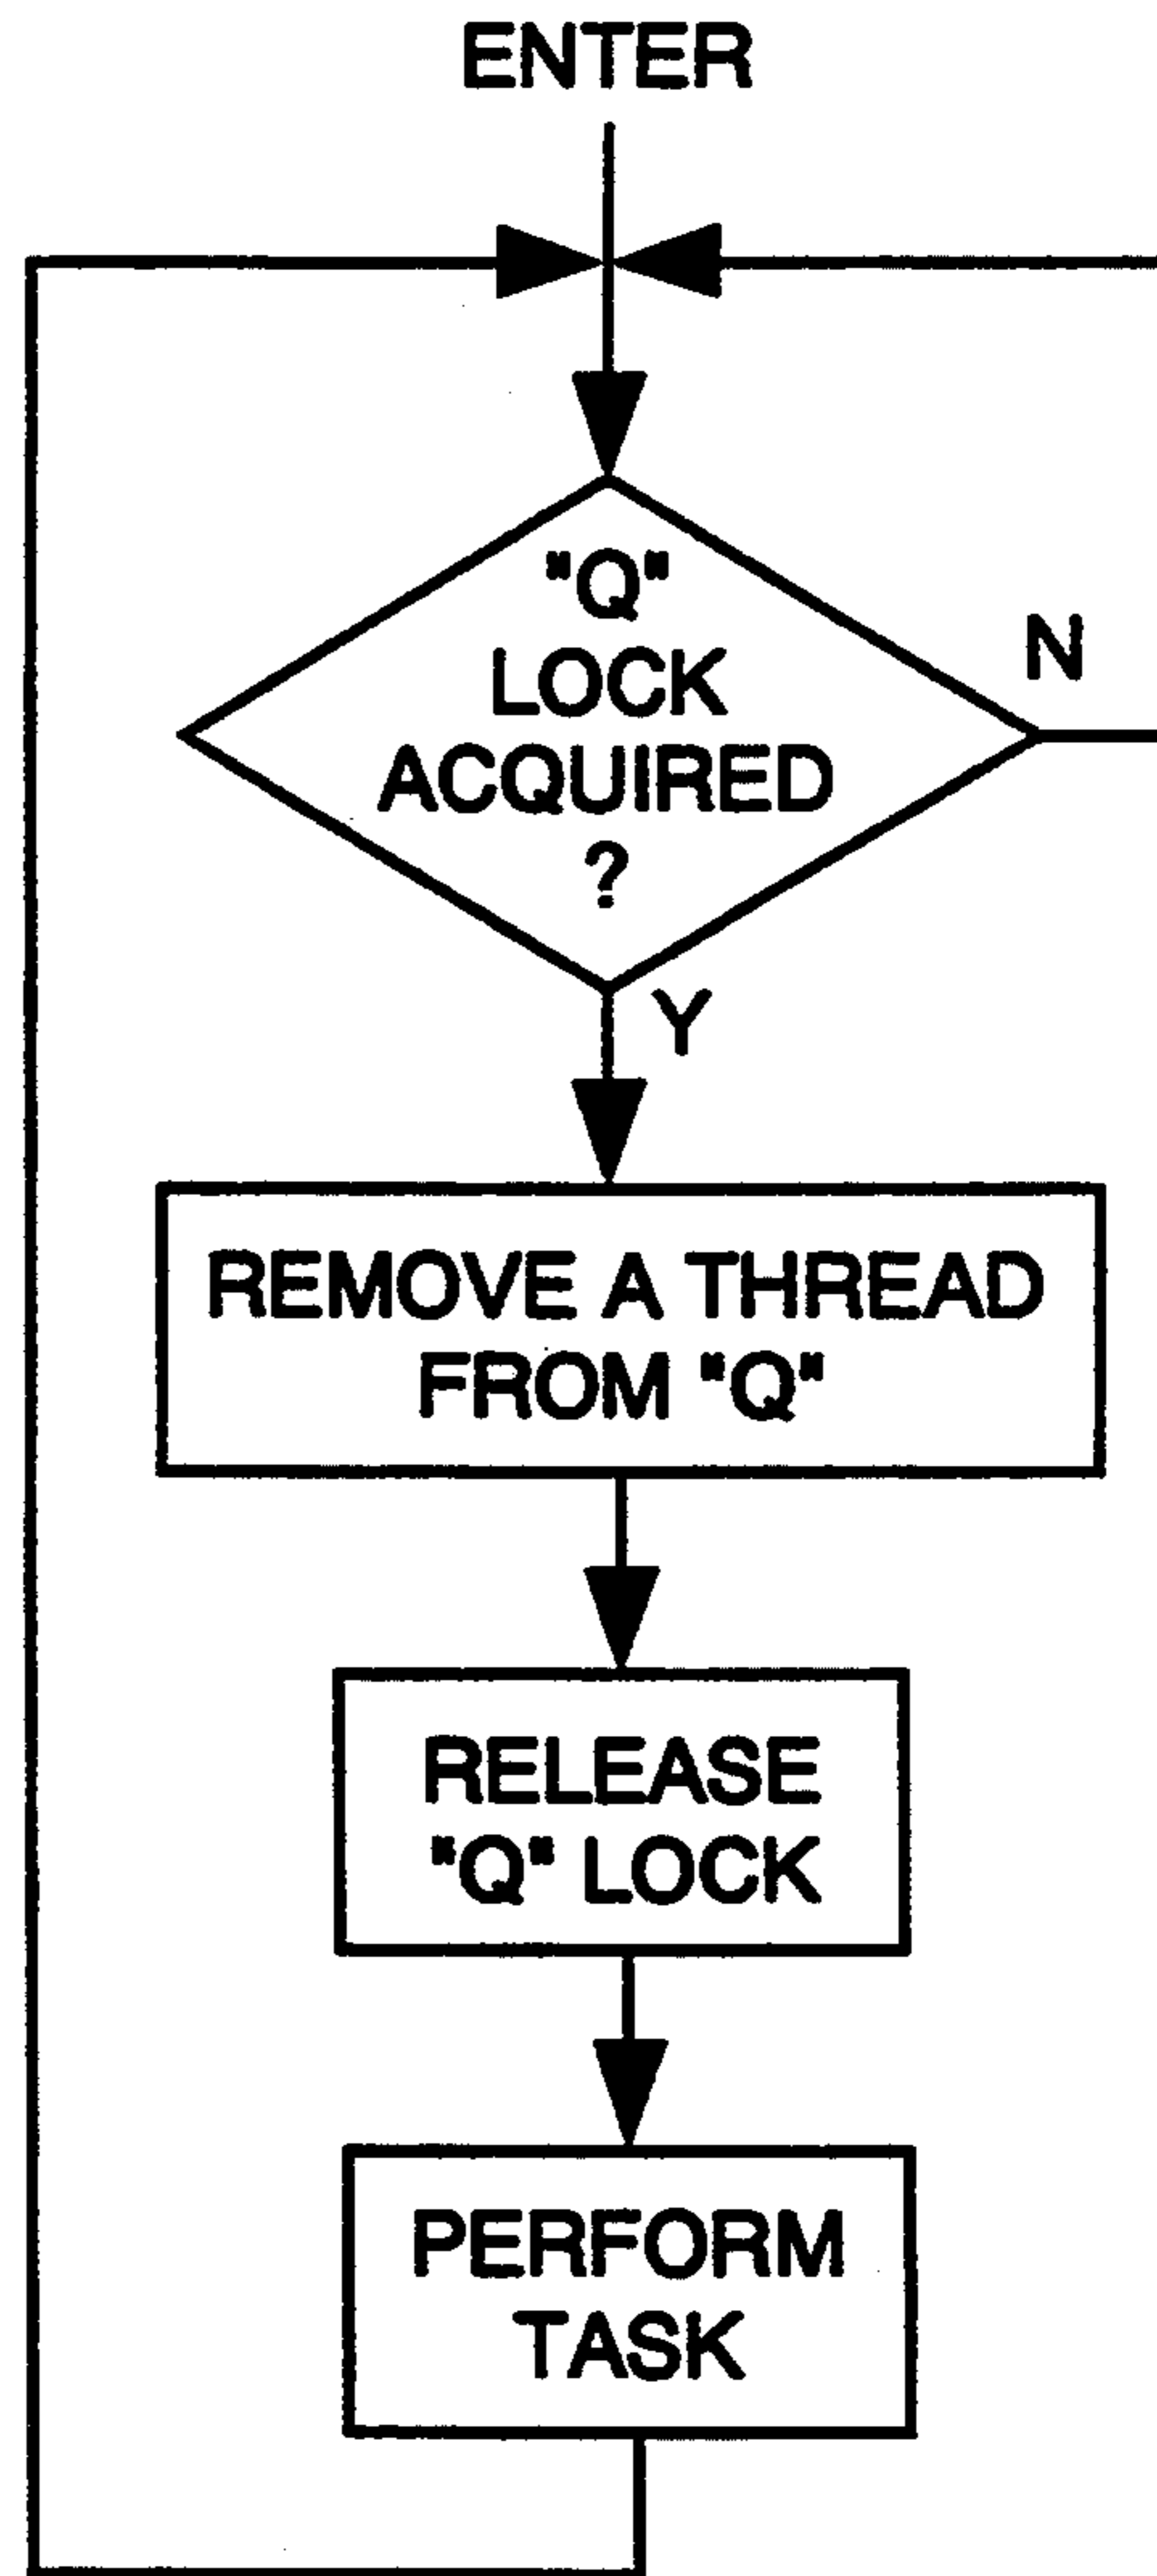 ENTER
"Q"
LOCK
ACQUIRED
?
N
Y
REMOVE A THREAD
FROM "Q"
RELEASE
"Q" LOCK
PERFORM
TASK